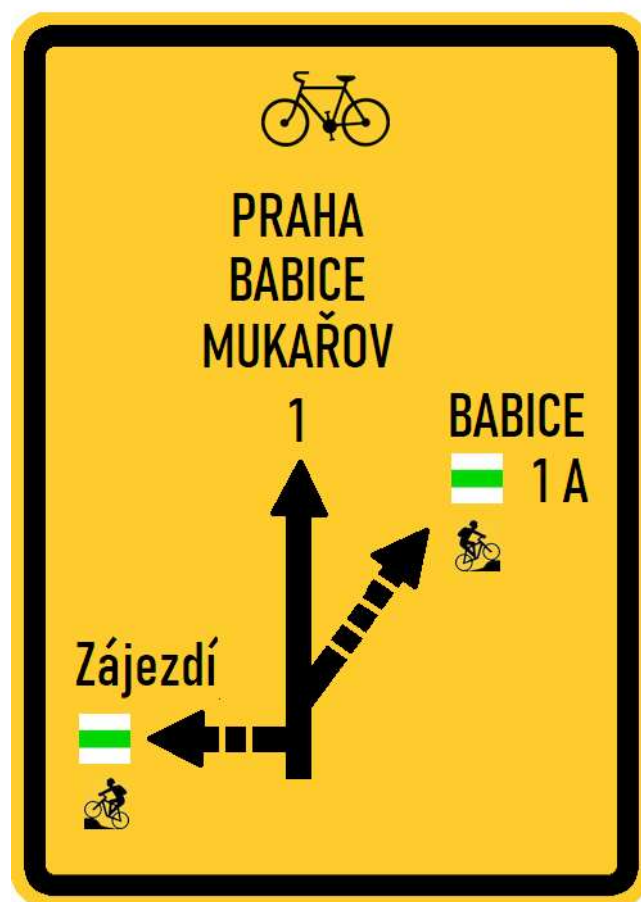 PRAHA
BABICE
MUKAŘOV
1
BABICE
1 A
Zájezdí